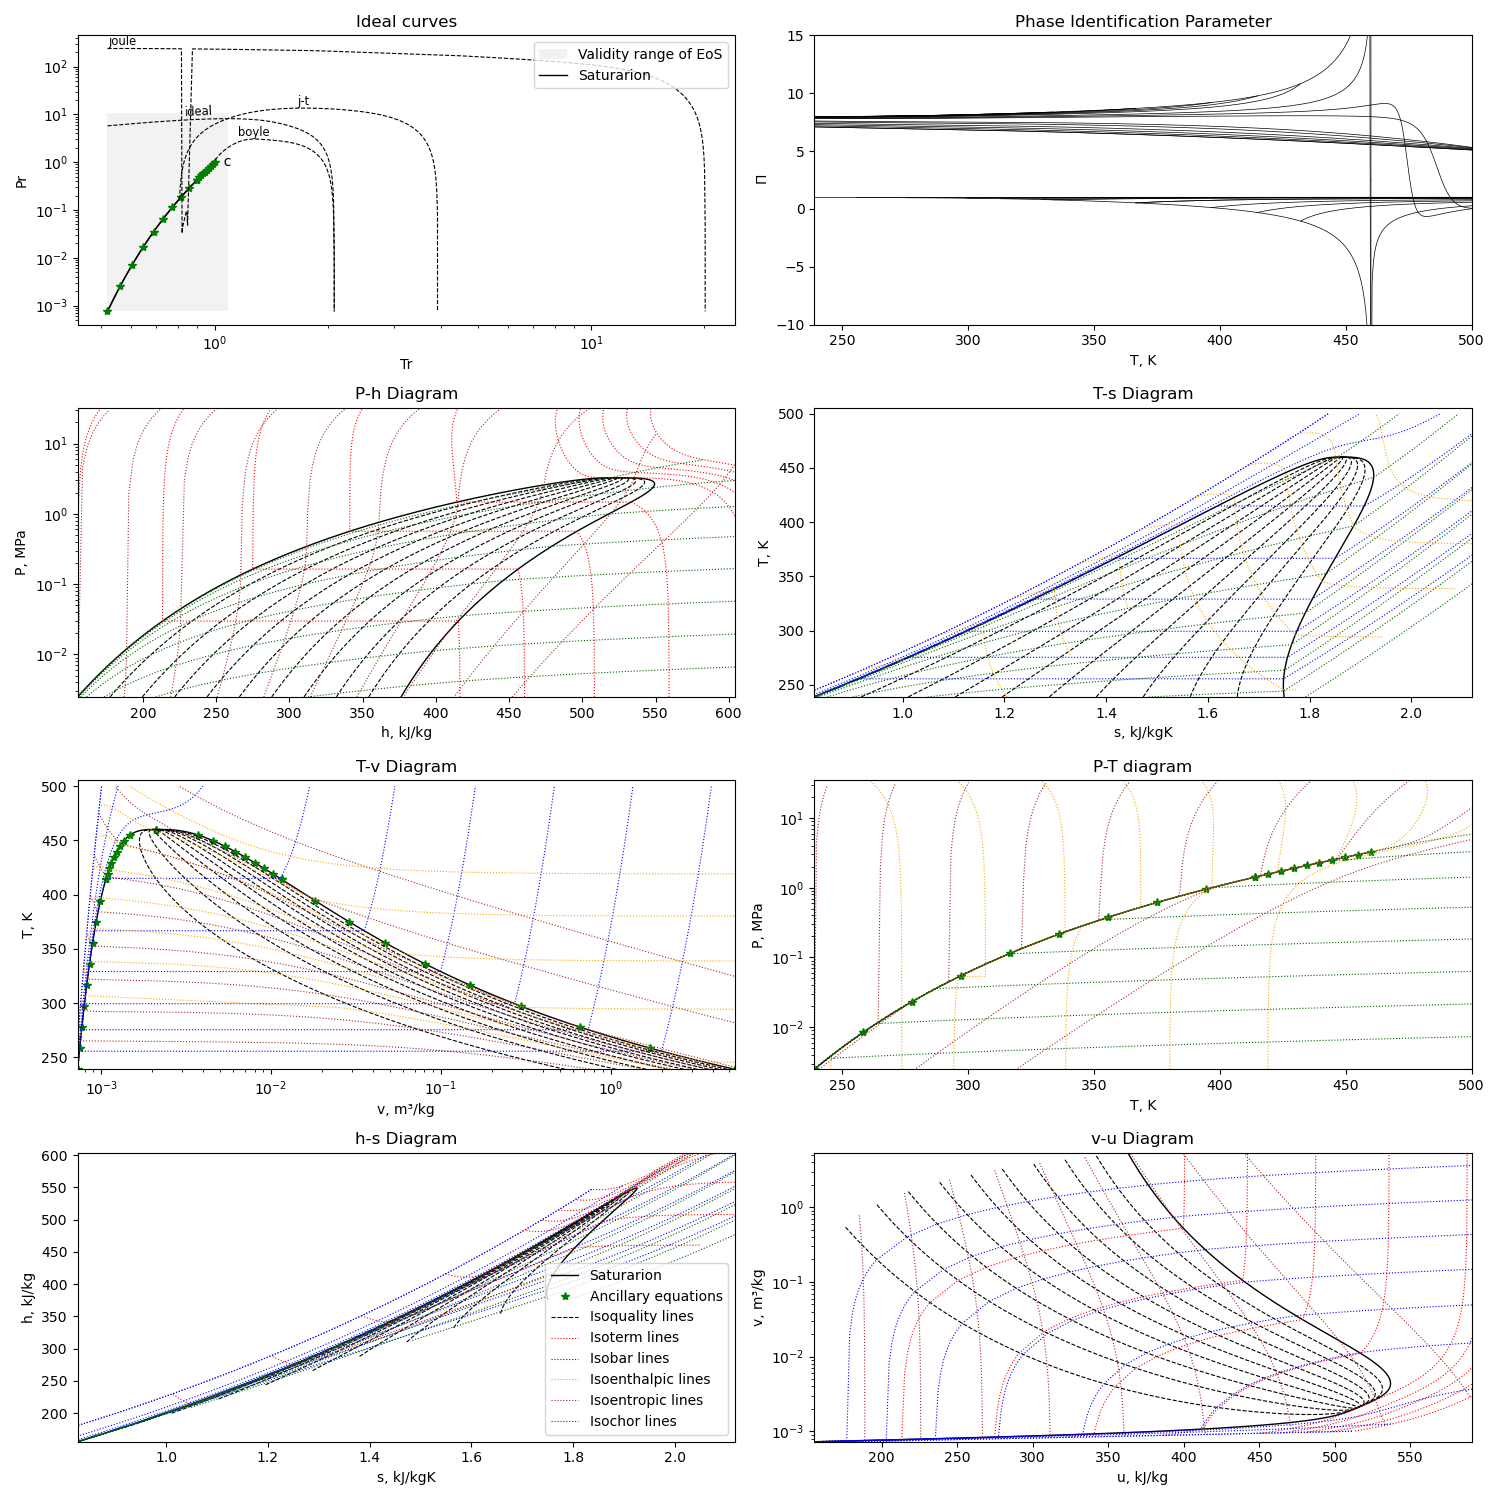 Ideal curves
joule
ideal
j-t
boyle
c
Validity range of EoS
Saturarion
10² 10¹ 10⁰ 10⁻¹ 10⁻² 10⁻³
Pr
10⁰ 10¹
Tr
Phase Identification Parameter
15 10 5 0 −5 −10
Π
250 300 350 400 450 500
T, K
P-h Diagram
10¹ 10⁰ 10⁻¹ 10⁻²
P, MPa
200 250 300 350 400 450 500 550 600
h, kJ/kg
T-s Diagram
500 450 400 350 300 250
T, K
1.0 1.2 1.4 1.6 1.8 2.0
s, kJ/kgK
T-v Diagram
500 450 400 350 300 250
T, K
10⁻³ 10⁻² 10⁻¹ 10⁰
v, m³/kg
P-T diagram
10¹ 10⁰ 10⁻¹ 10⁻²
P, MPa
250 300 350 400 450 500
T, K
h-s Diagram
600 550 500 450 400 350 300 250 200
h, kJ/kg
Saturarion
Ancillary equations
Isoquality lines
Isoterm lines
Isobar lines
Isoenthalpic lines
Isoentropic lines
Isochor lines
1.0 1.2 1.4 1.6 1.8 2.0
s, kJ/kgK
v-u Diagram
10⁰ 10⁻¹ 10⁻² 10⁻³
v, m³/kg
200 250 300 350 400 450 500 550
u, kJ/kg